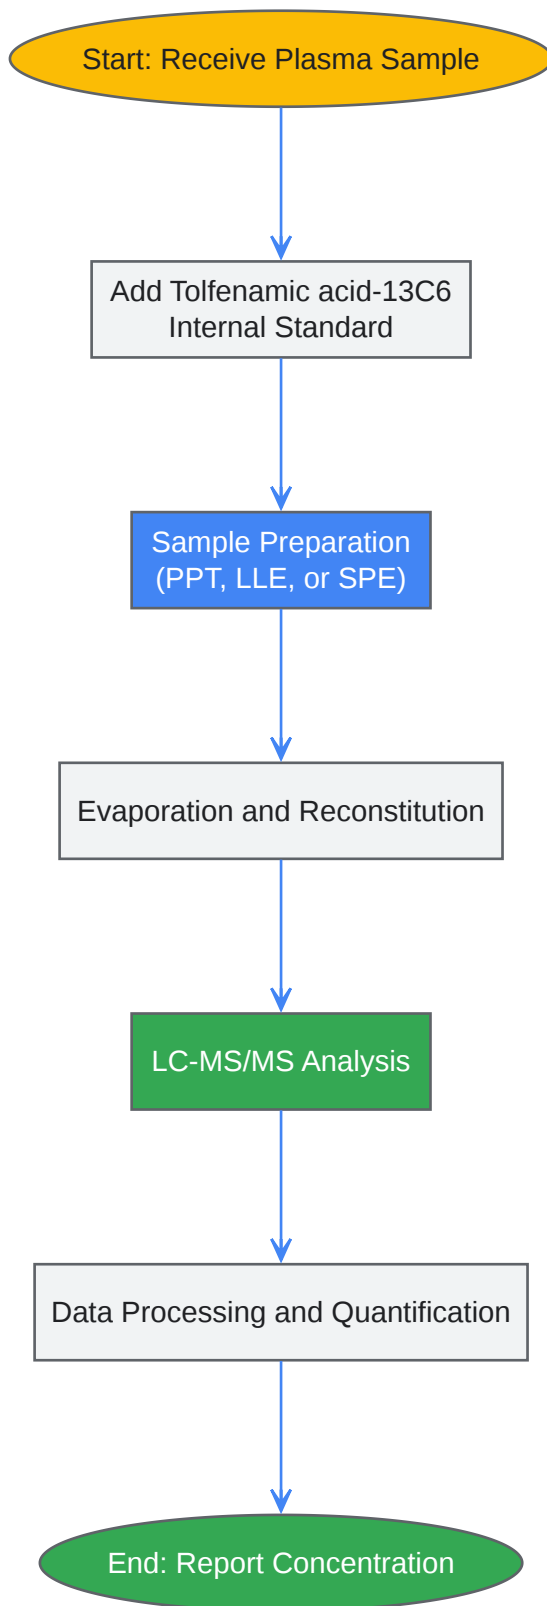 Start: Receive Plasma Sample
Add Tolfenamic acid-13C6
Internal Standard
Sample Preparation
(PPT, LLE, or SPE)
Evaporation and Reconstitution
LC-MS/MS Analysis
Data Processing and Quantification
End: Report Concentration